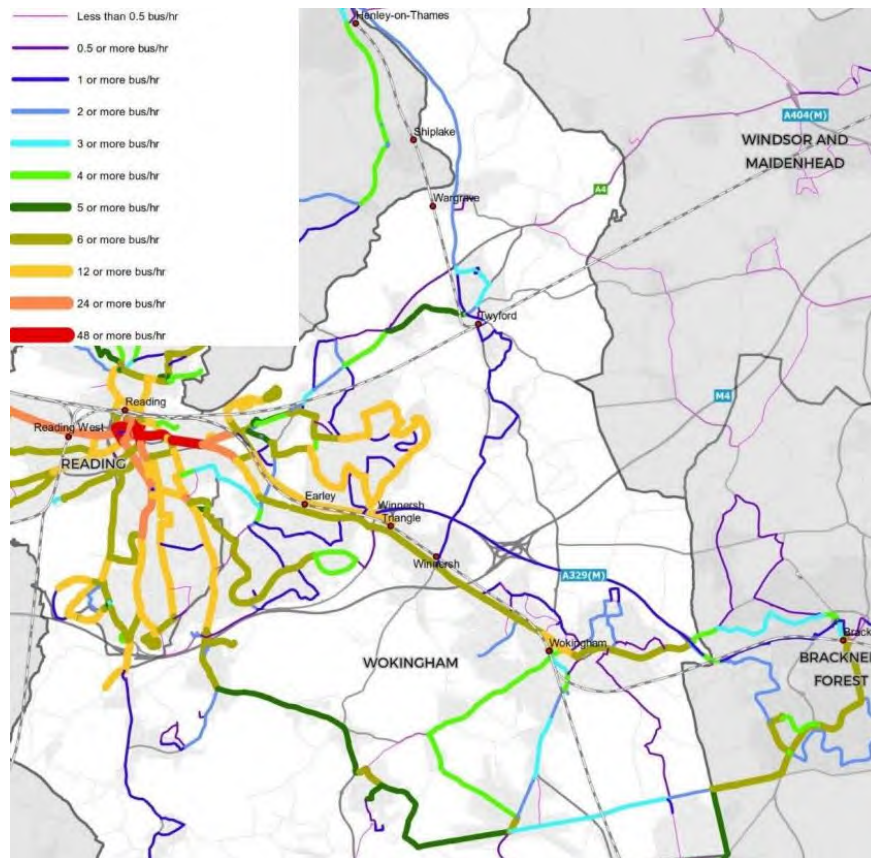 Less than 0.5 bus/hr
0.5 or more bus/hr
1 or more bus/hr
2 or more bus/hr
3 or more bus/hr
4 or more bus/hr
5 or more bus/hr
6 or more bus/hr
12 or more bus/hr
24 or more bus/hr
48 or more bus/hr
Henley-on-Thames
A404(M)
Shiplake
WINDSOR AND
MAIDENHEAD
A4
Wargrave
Twyford
M4
Reading
Reading West
READING
Earley
Winnersh
Triangle
Winnersh
A329(M)
Wokingham
Brack
WOKINGHAM
BRACKNE
FOREST